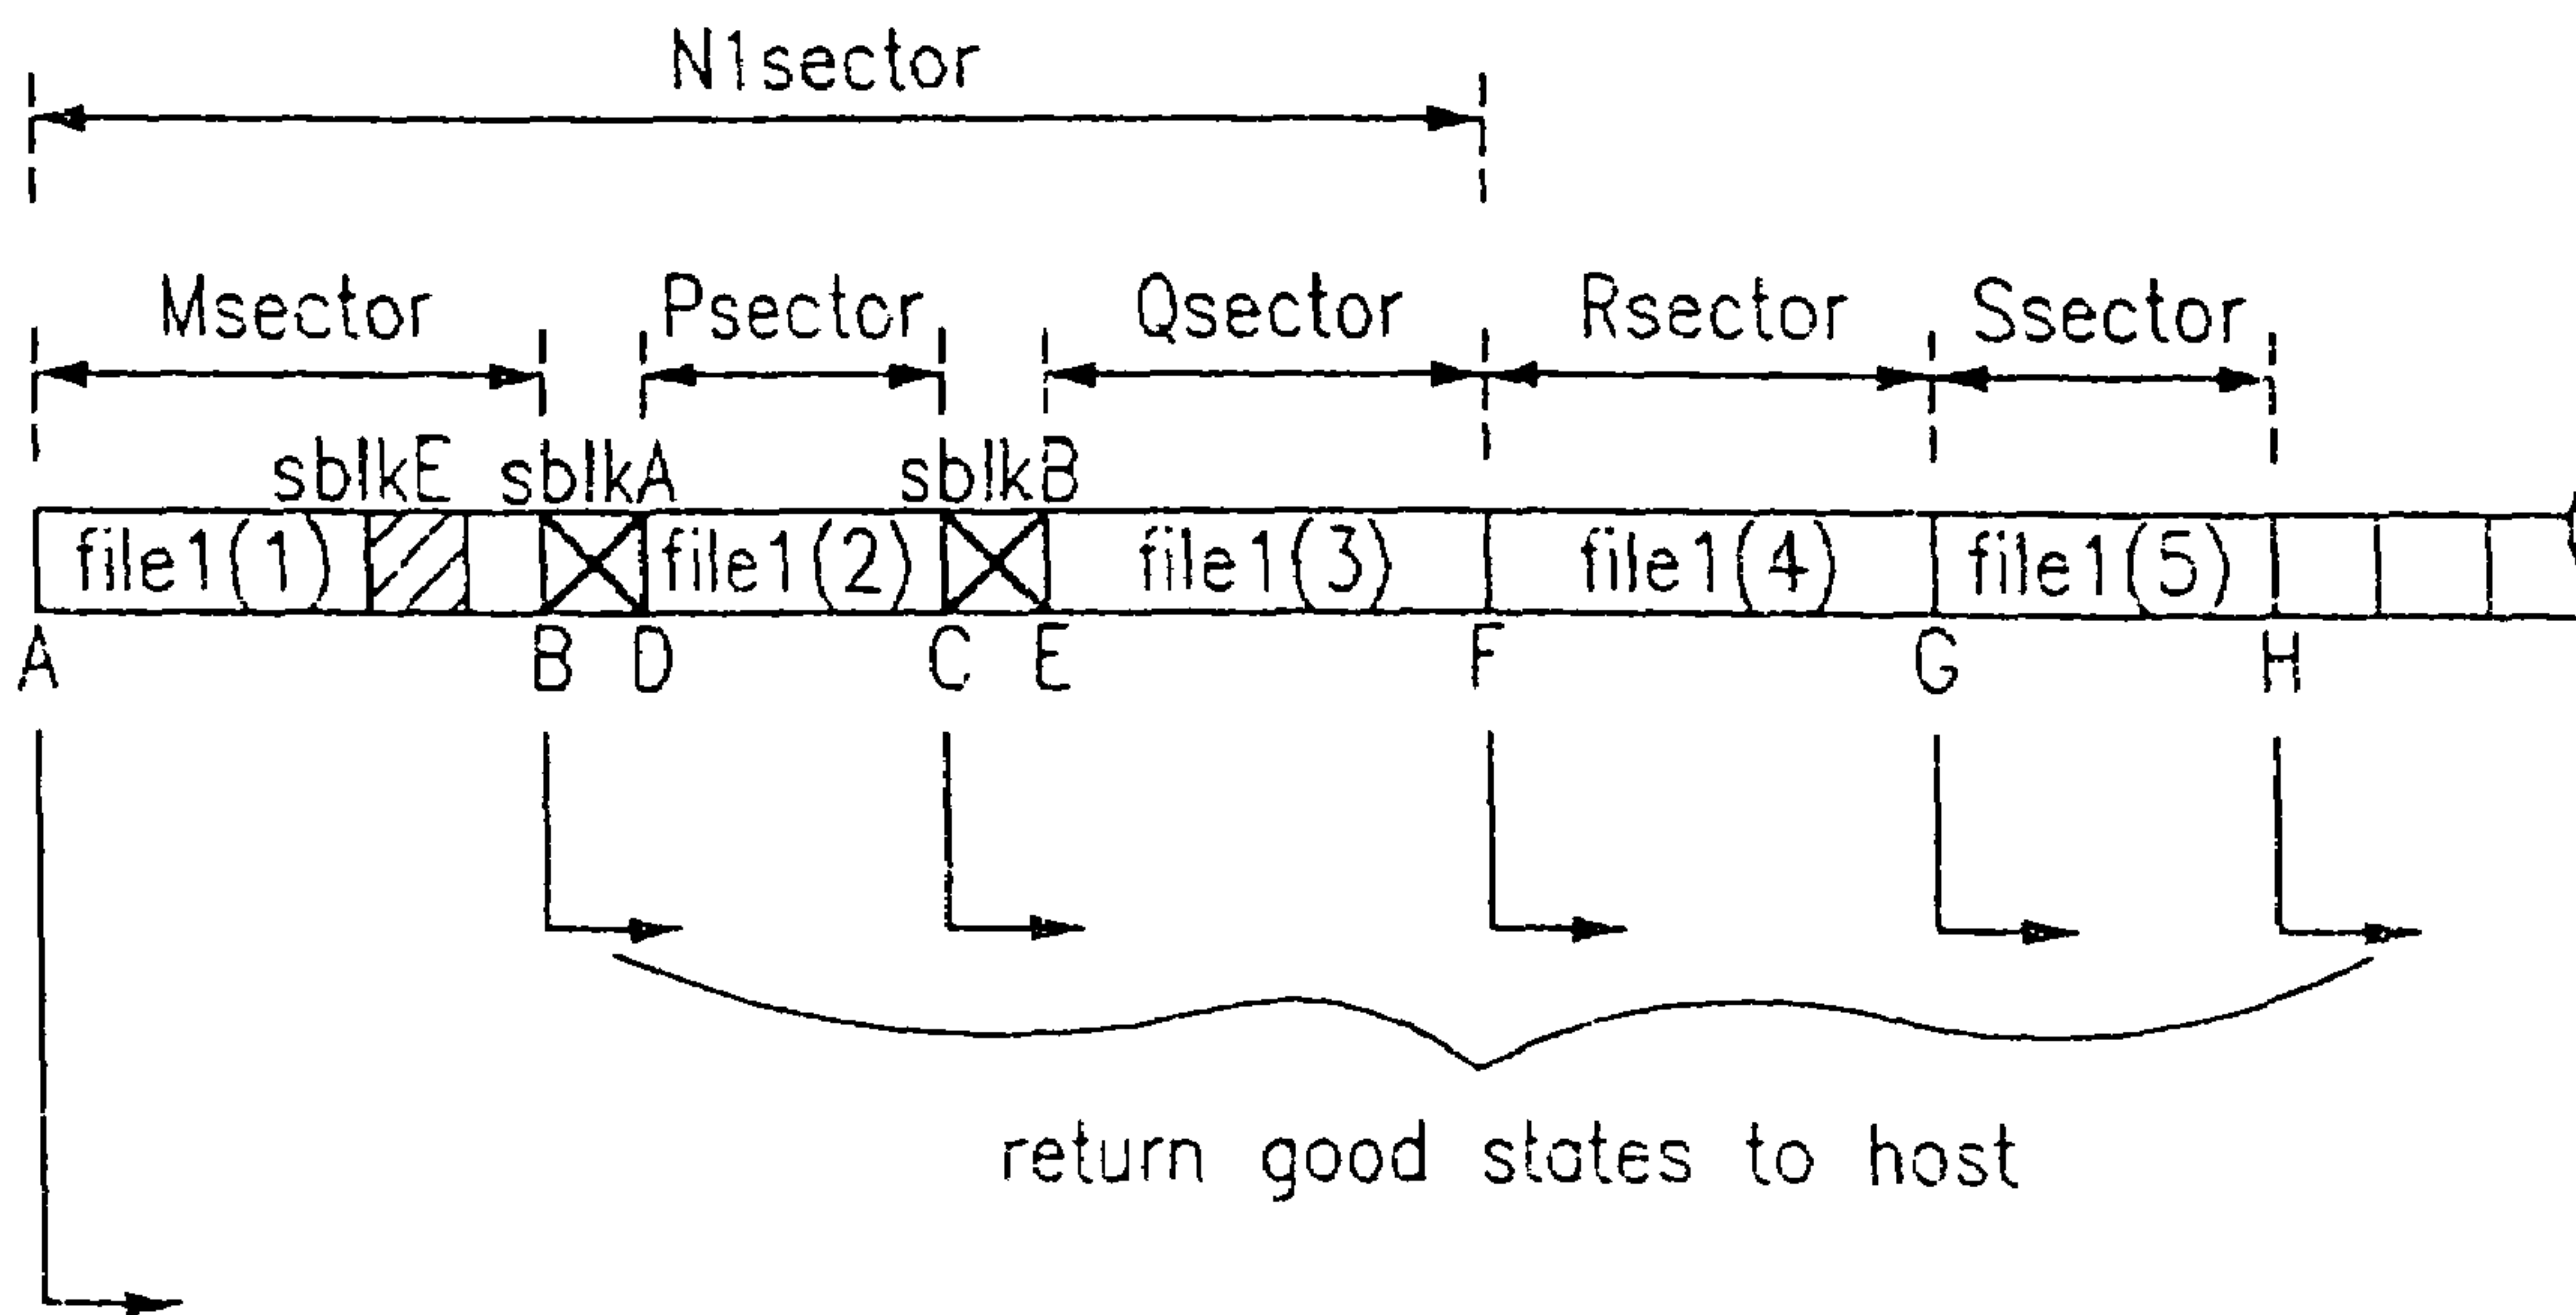 N1sector
Msector Psector Qsector Rsector Ssector
sblkE sblkA sblkB
file1(1) file1(2) file1(3) file1(4) file1(5)
A B D C E F G H
return good states to host